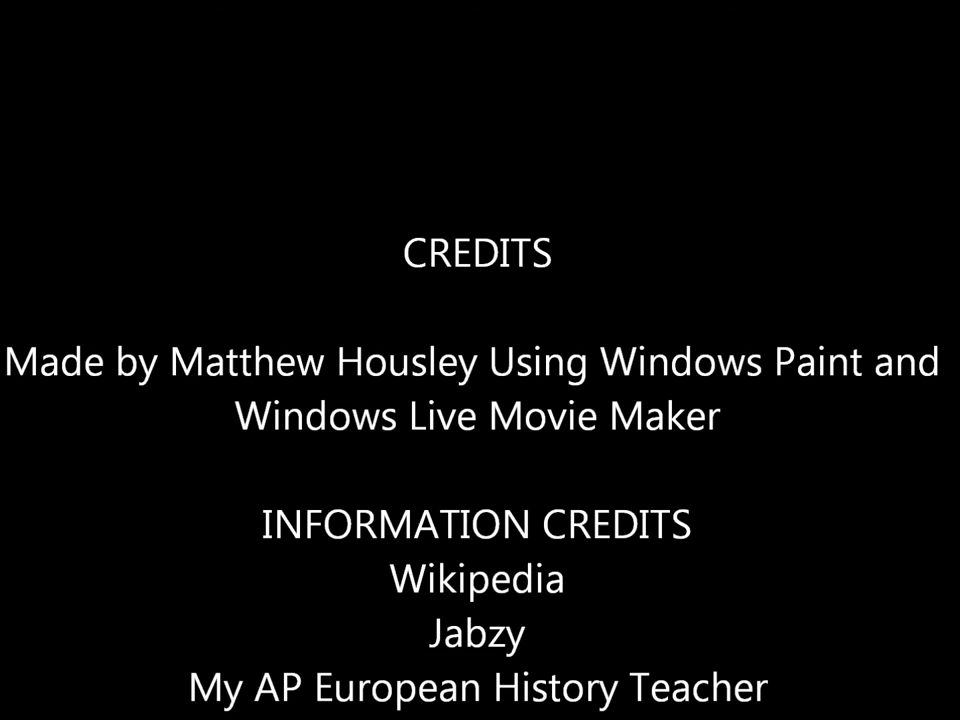 CREDITS
Made by Matthew Housley Using Windows Paint and
Windows Live Movie Maker
INFORMATION CREDITS
Wikipedia
Jabzy
My AP European History Teacher